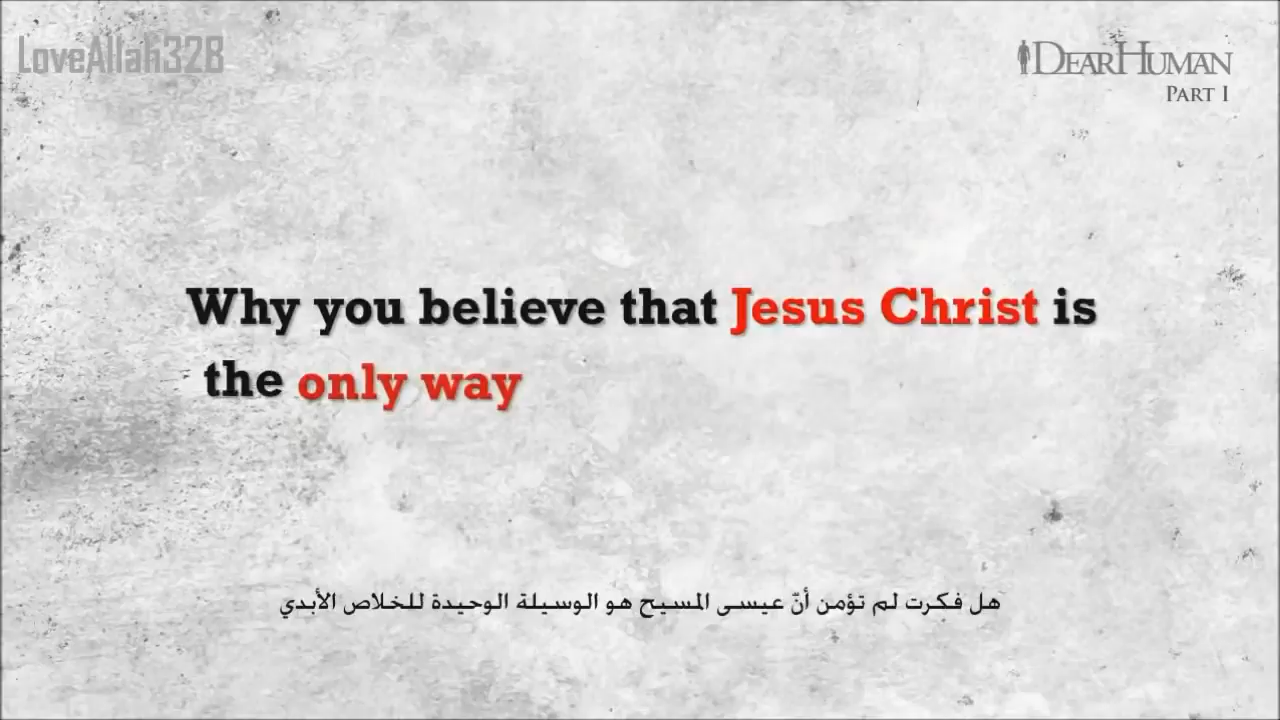 LoveAllah328
DEARHUMAN
PART I
Why you believe that Jesus Christ is
the only way
هل فكرت لم تؤمن أنّ عيسى المسيح هو الوسيلة الوحيدة للخلاص الأبدي